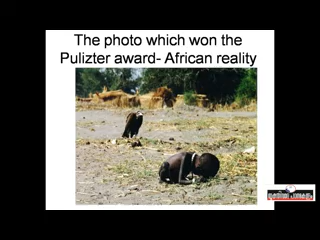 The photo which won the
Pulizter award- African reality